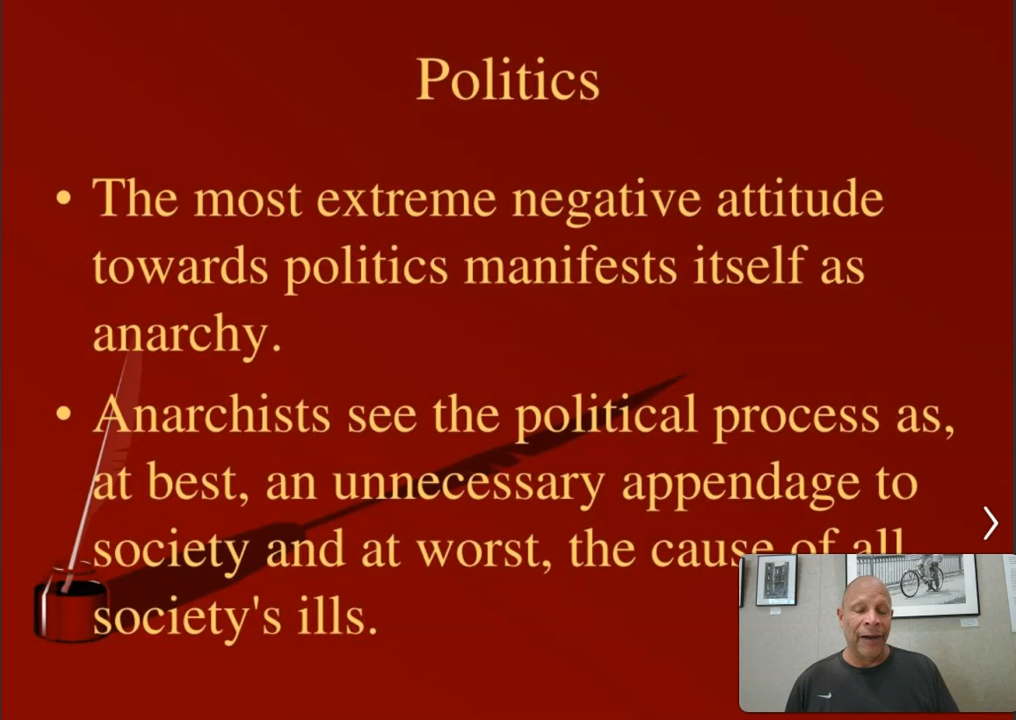 Politics
• The most extreme negative attitude
towards politics manifests itself as
anarchy.
• Anarchists see the political process as,
at best, an unnecessary appendage to
society and at worst, the cause of all
society's ills.